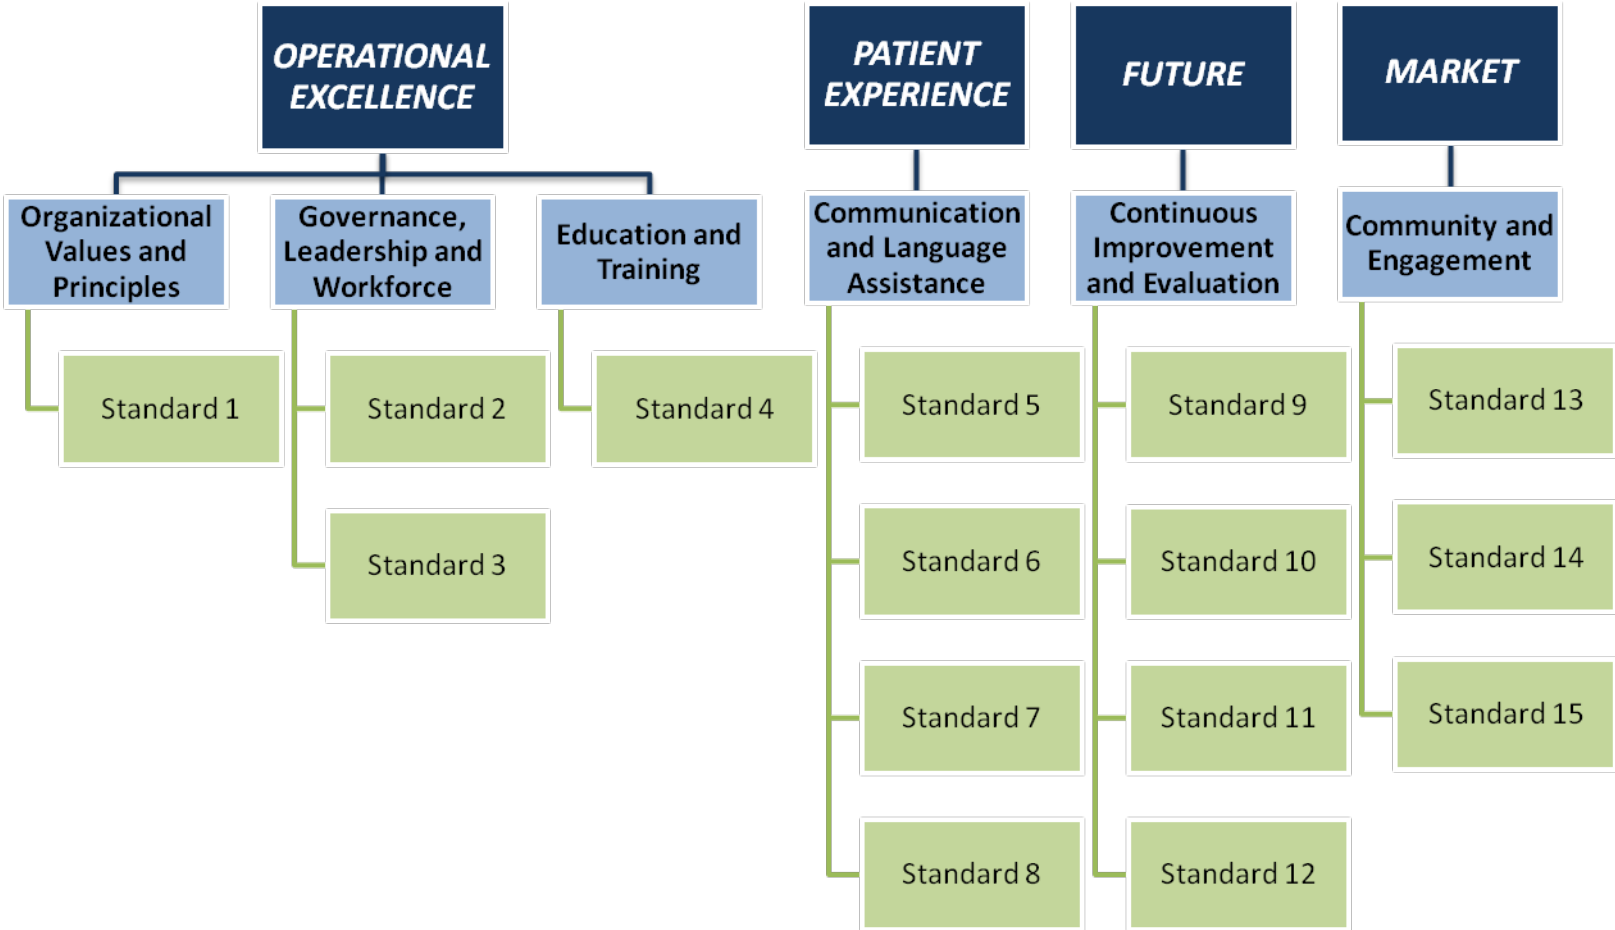 OPERATIONAL
EXCELLENCE
PATIENT
EXPERIENCE
FUTURE
MARKET
Organizational
Values and
Principles
Governance,
Leadership and
Workforce
Education and
Training
Communication
and Language
Assistance
Continuous
Improvement
and Evaluation
Community and
Engagement
Standard 1
Standard 2
Standard 3
Standard 4
Standard 5
Standard 6
Standard 7
Standard 8
Standard 9
Standard 10
Standard 11
Standard 12
Standard 13
Standard 14
Standard 15